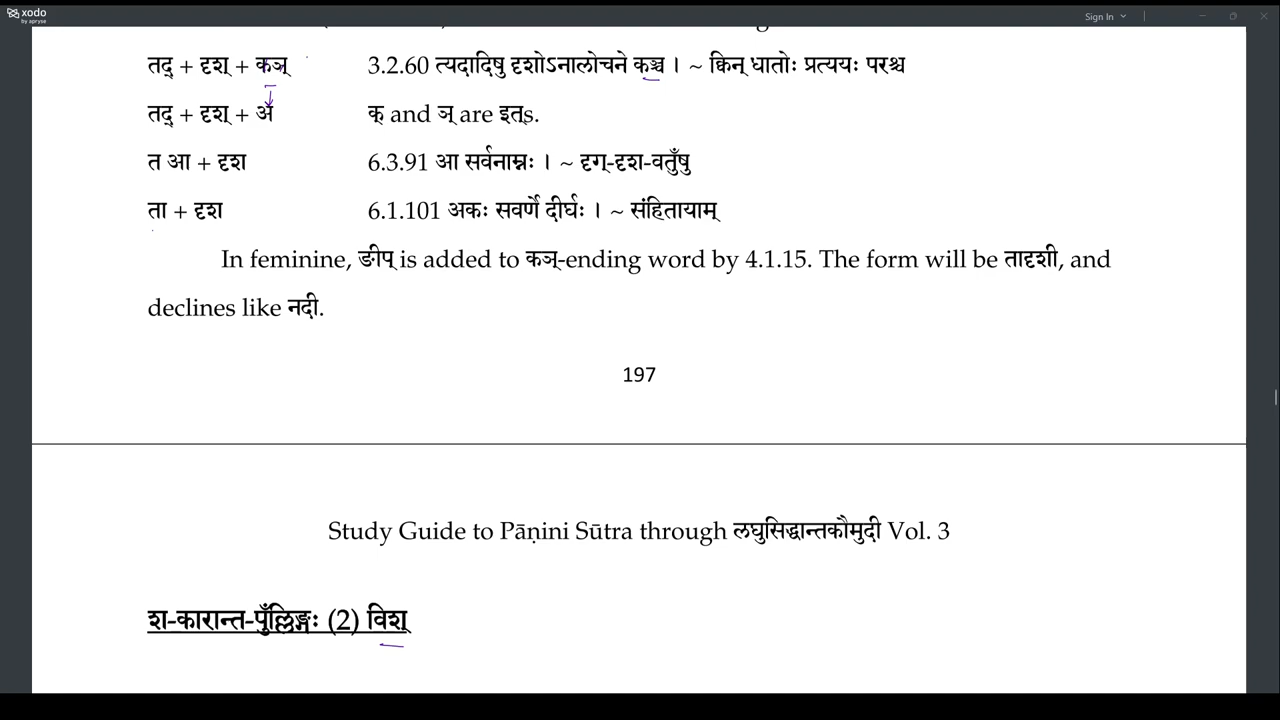 xodo
by apryse
Sign In
तद् + दृश् + कञ् 3.2.60 त्यदादिषु दृशोऽनालोचने कञ्च । ~ क्विन् धातोः प्रत्ययः परश्च
तद् + दृश् + अ क् and ञ् are इत्s.
त आ + दृश 6.3.91 आ सर्वनाम्नः । ~ दृग्-दृश-वतुँषु
ता + दृश 6.1.101 अकः सवर्णे दीर्घः । ~ संहितायाम्
In feminine, ङीप् is added to कञ्-ending word by 4.1.15. The form will be तादृशी, and
declines like नदी.
197
Study Guide to Pāṇini Sūtra through लघुसिद्धान्तकौमुदी Vol. 3
श-कारान्त-पुँल्लिङ्गः (2) विश्